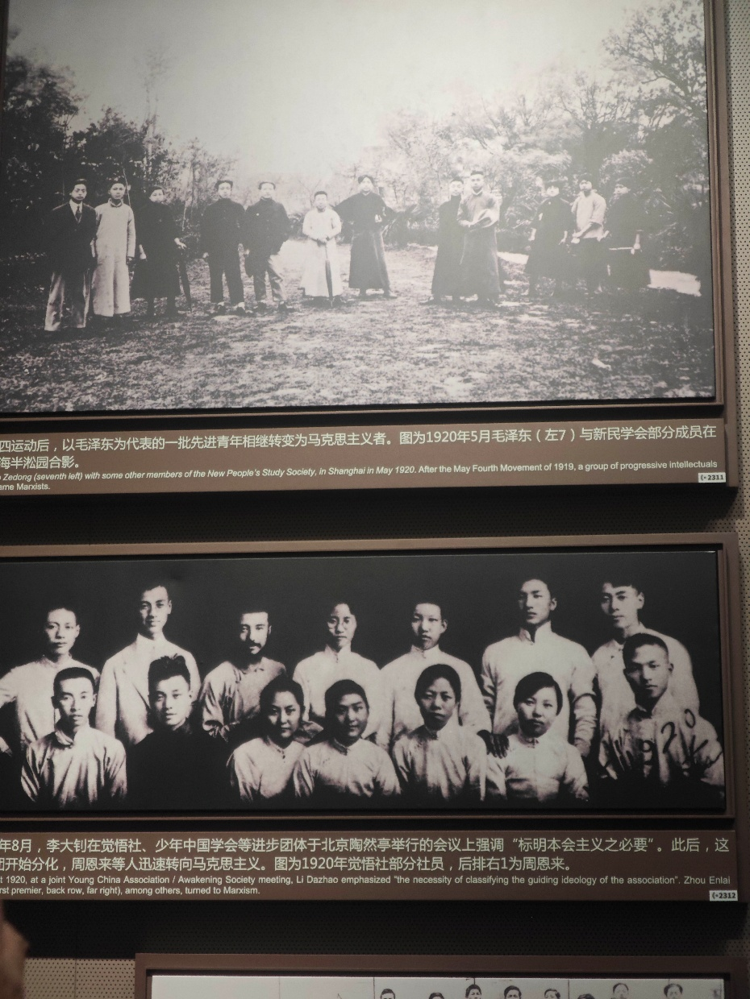 四运动后，以毛泽东为代表的一批先进青年相继转变为马克思主义者。图为1920年5月毛泽东（左7）与新民学会部分成员在
海半淞园合影。
Zedong (seventh left) with some other members of the New People's Study Society, in Shanghai in May 1920. After the May Fourth Movement of 1919, a group of progressive intellectuals
ame Marxists.
2311
1920
年8月，李大钊在觉悟社、少年中国学会等进步团体于北京陶然亭举行的会议上强调“标明本会主义之必要”。此后，这
团开始分化，周恩来等人迅速转向马克思主义。图为1920年觉悟社部分社员，后排右1为周恩来。
t 1920, at a joint Young China Association / Awakening Society meeting, Li Dazhao emphasized "the necessity of classifying the guiding ideology of the association". Zhou Enlai
rst premier, back row, far right), among others, turned to Marxism.
2312